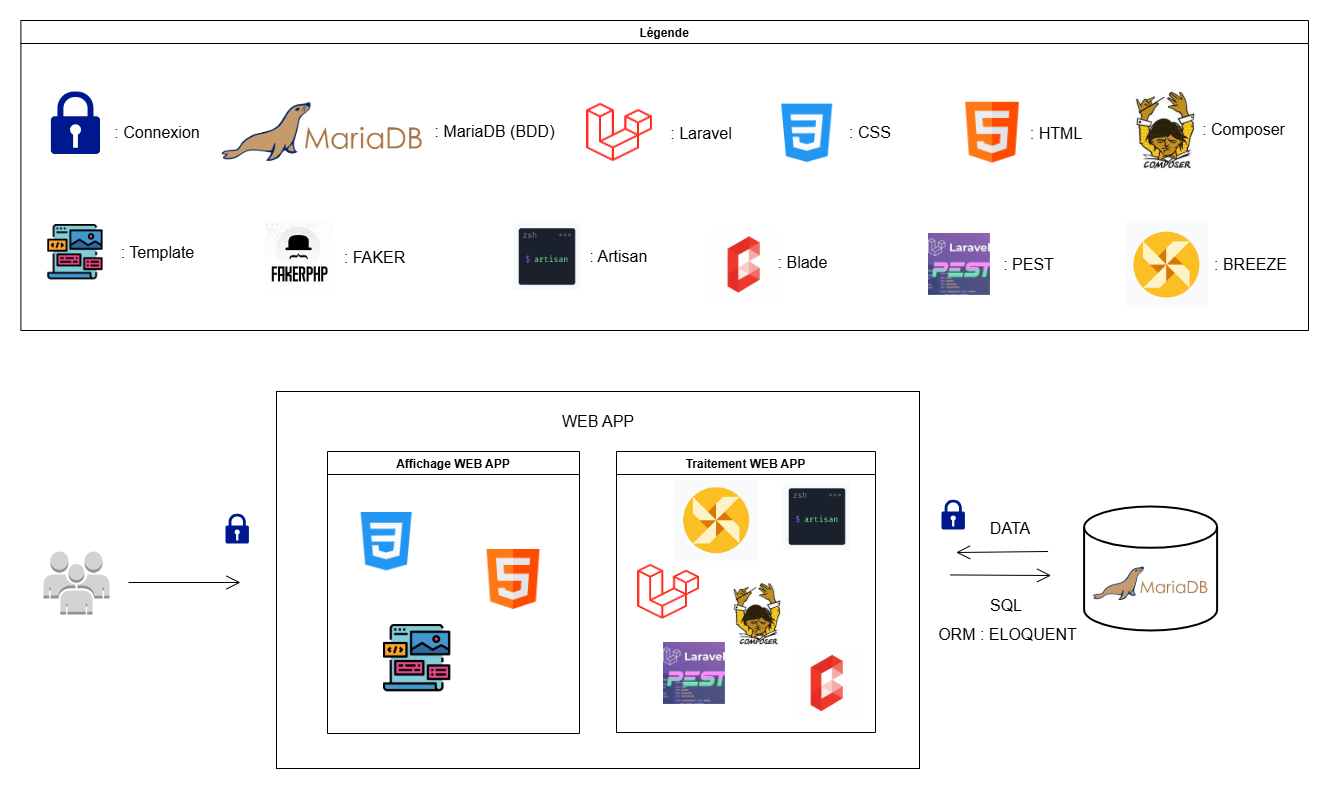 Légende
: Connexion
MariaDB
: MariaDB (BDD)
: Laravel
: CSS
: HTML
COMPOSER
: Composer
: Template
FAKERPHP
: FAKER
zsh
$ artisan
: Artisan
: Blade
Laravel
PEST
: PEST
: BREEZE
WEB APP
Affichage WEB APP
Traitement WEB APP
zsh
$ artisan
COMPOSER
Laravel
PEST
DATA
SQL
ORM : ELOQUENT
MariaDB